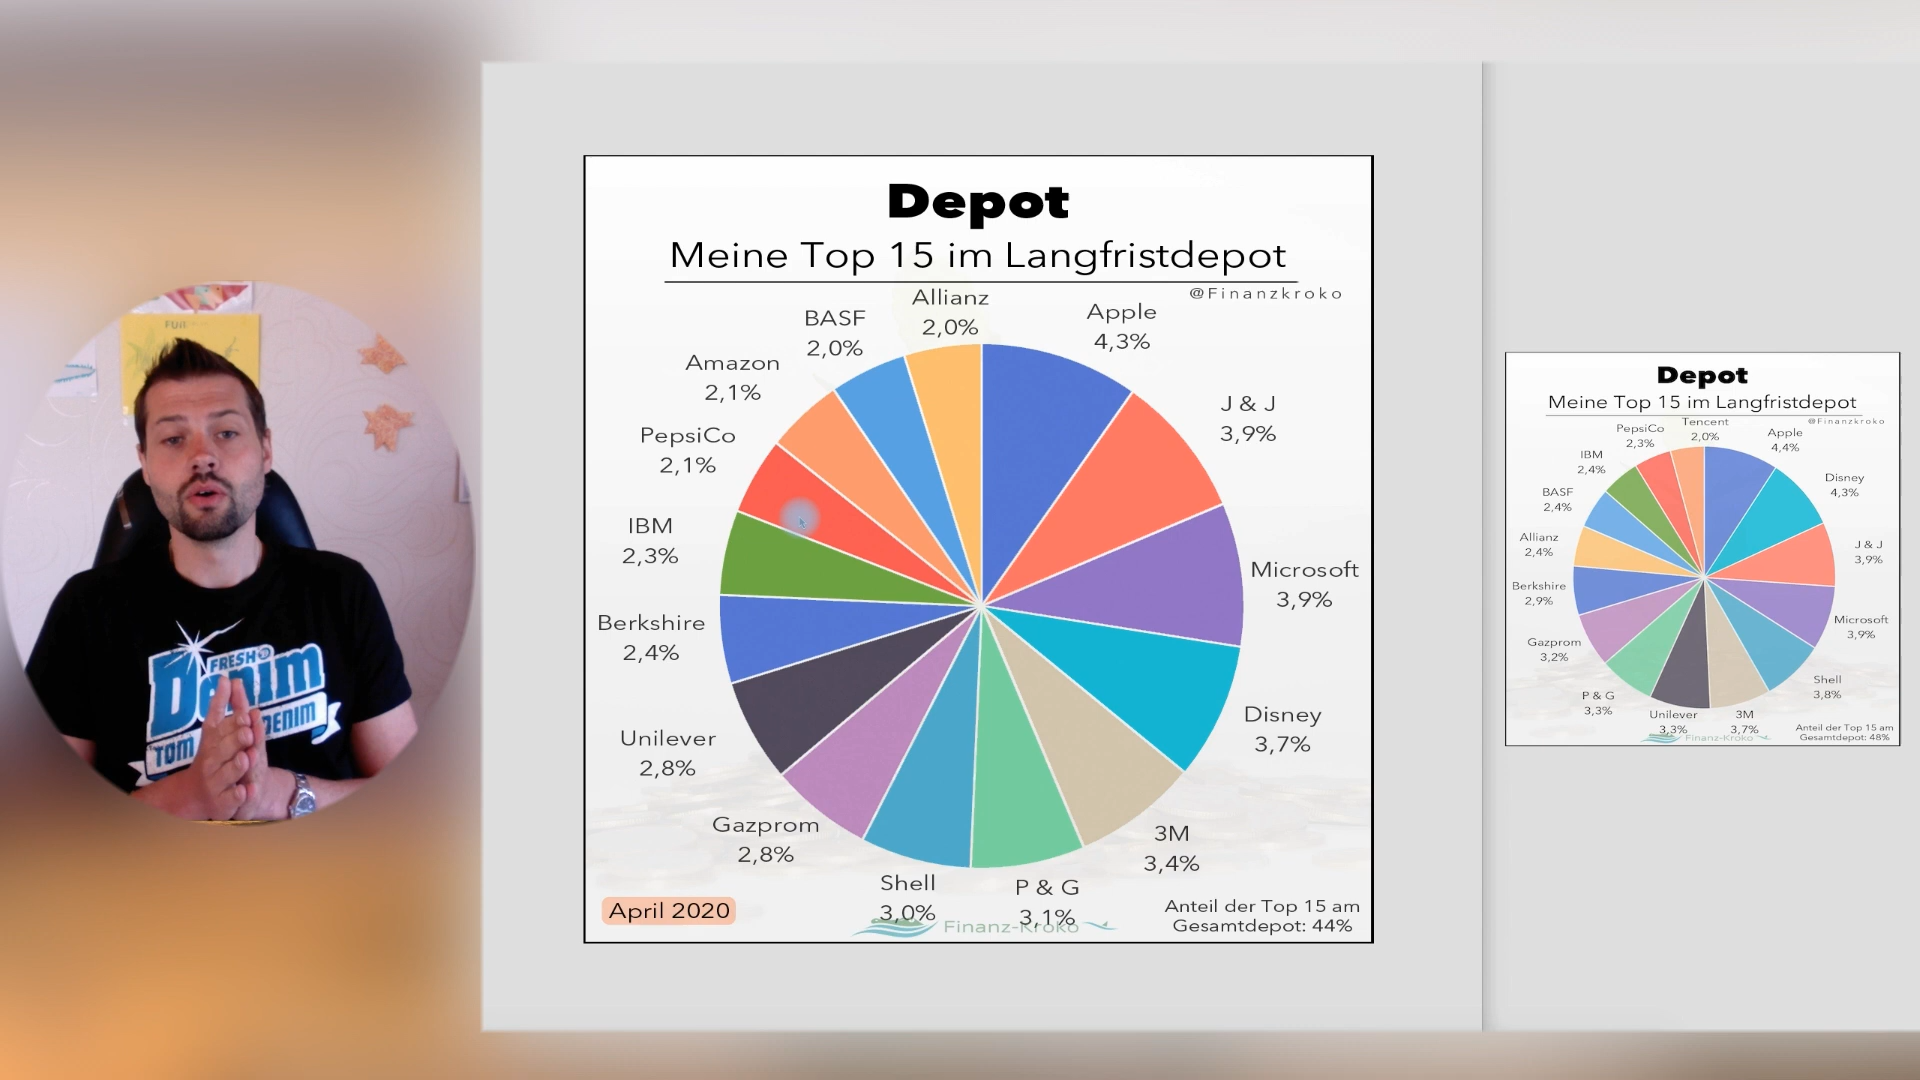 FUn
FRESH
Denim
DENIM
TOM
Depot
Meine Top 15 im Langfristdepot
@Finanzkroko
Allianz
2,0%
Apple
4,3%
BASF
2,0%
Amazon
2,1%
J & J
3,9%
PepsiCo
2,1%
IBM
2,3%
Microsoft
3,9%
Berkshire
2,4%
Disney
3,7%
Unilever
2,8%
Gazprom
2,8%
3M
3,4%
Shell
3,0%
P & G
3,1%
April 2020
Finanz-Kroko
Anteil der Top 15 am
Gesamtdepot: 44%
Depot
Meine Top 15 im Langfristdepot
@Finanzkroko
PepsiCo
2,3%
Tencent
2,0%
Apple
4,4%
IBM
2,4%
Disney
4,3%
BASF
2,4%
Allianz
2,4%
J & J
3,9%
Berkshire
2,9%
Microsoft
3,9%
Gazprom
3,2%
Shell
3,8%
P & G
3,3%
Unilever
3,3%
3M
3,7%
Finanz-Kroko
Anteil der Top 15 am
Gesamtdepot: 48%